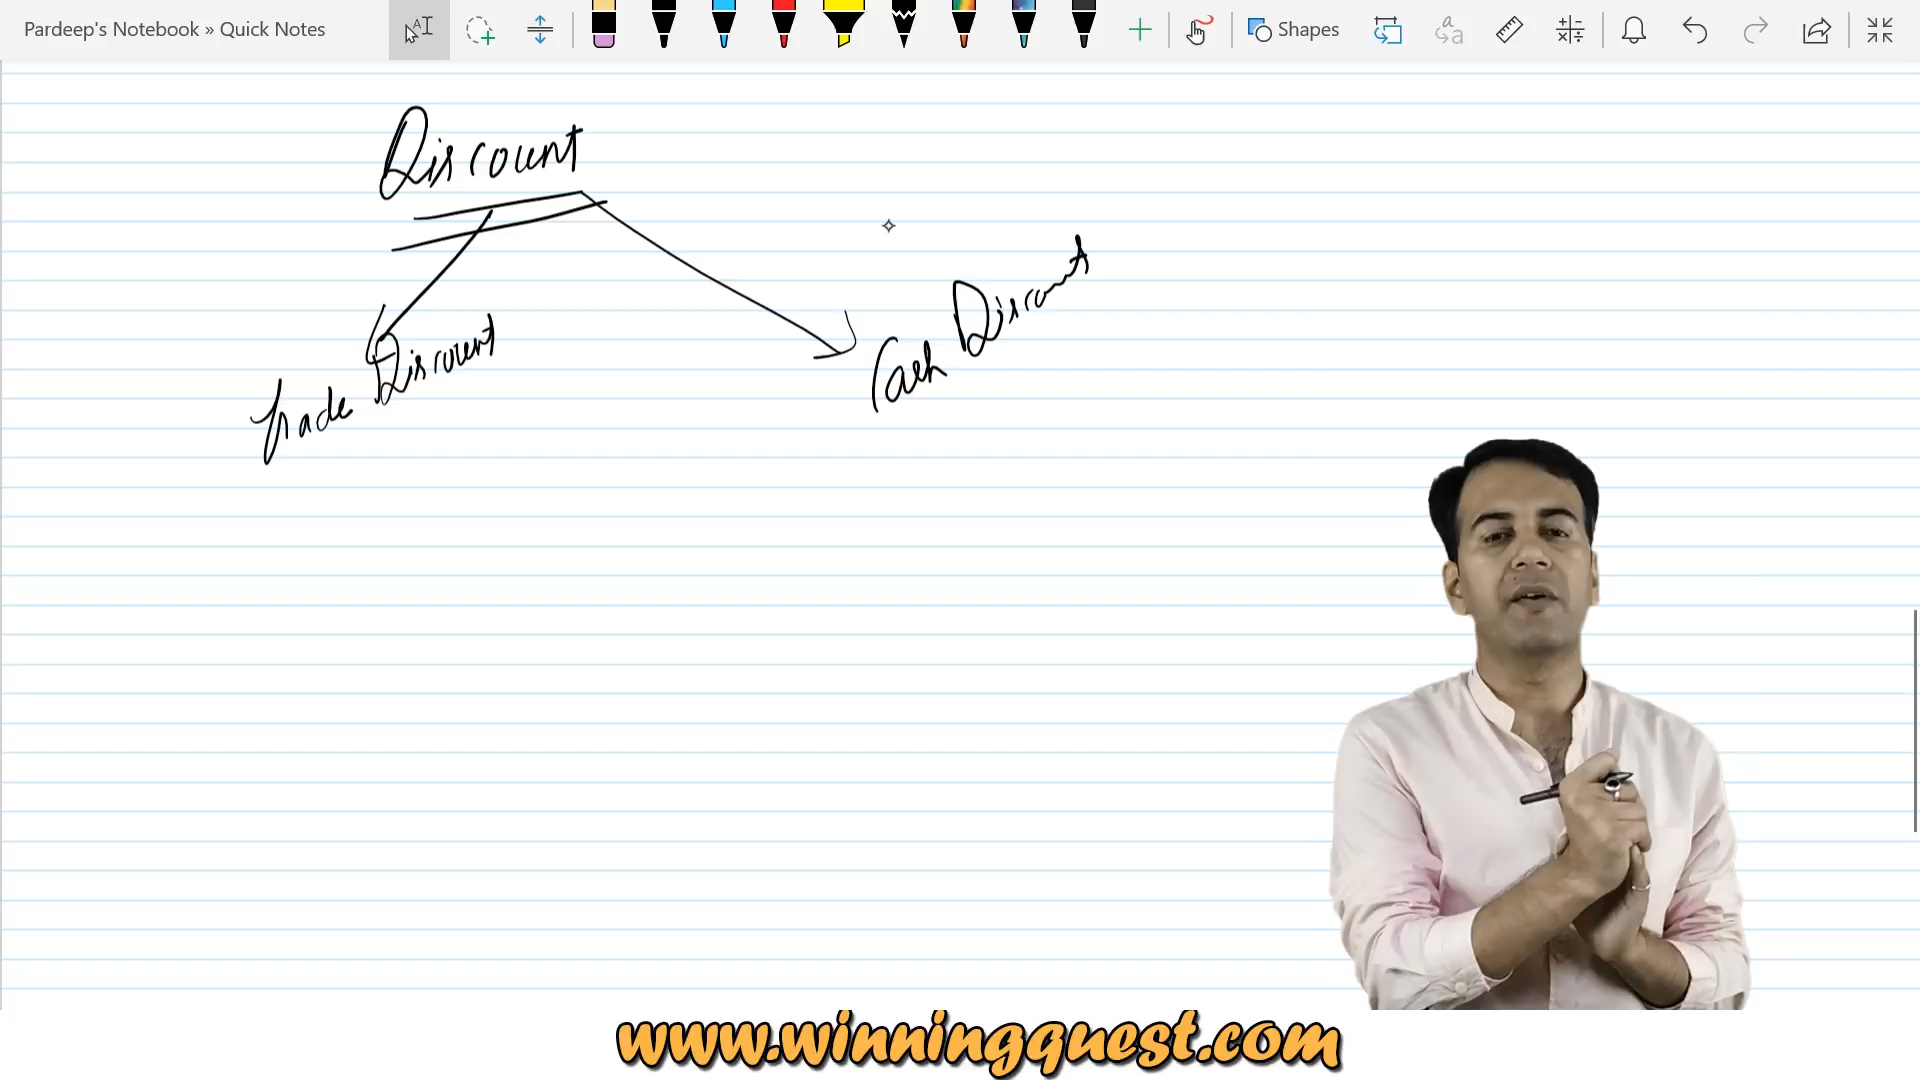 Pardeep's Notebook » Quick Notes
Shapes
Discount
Trade Discount
Cash Discount
www.winningquest.com